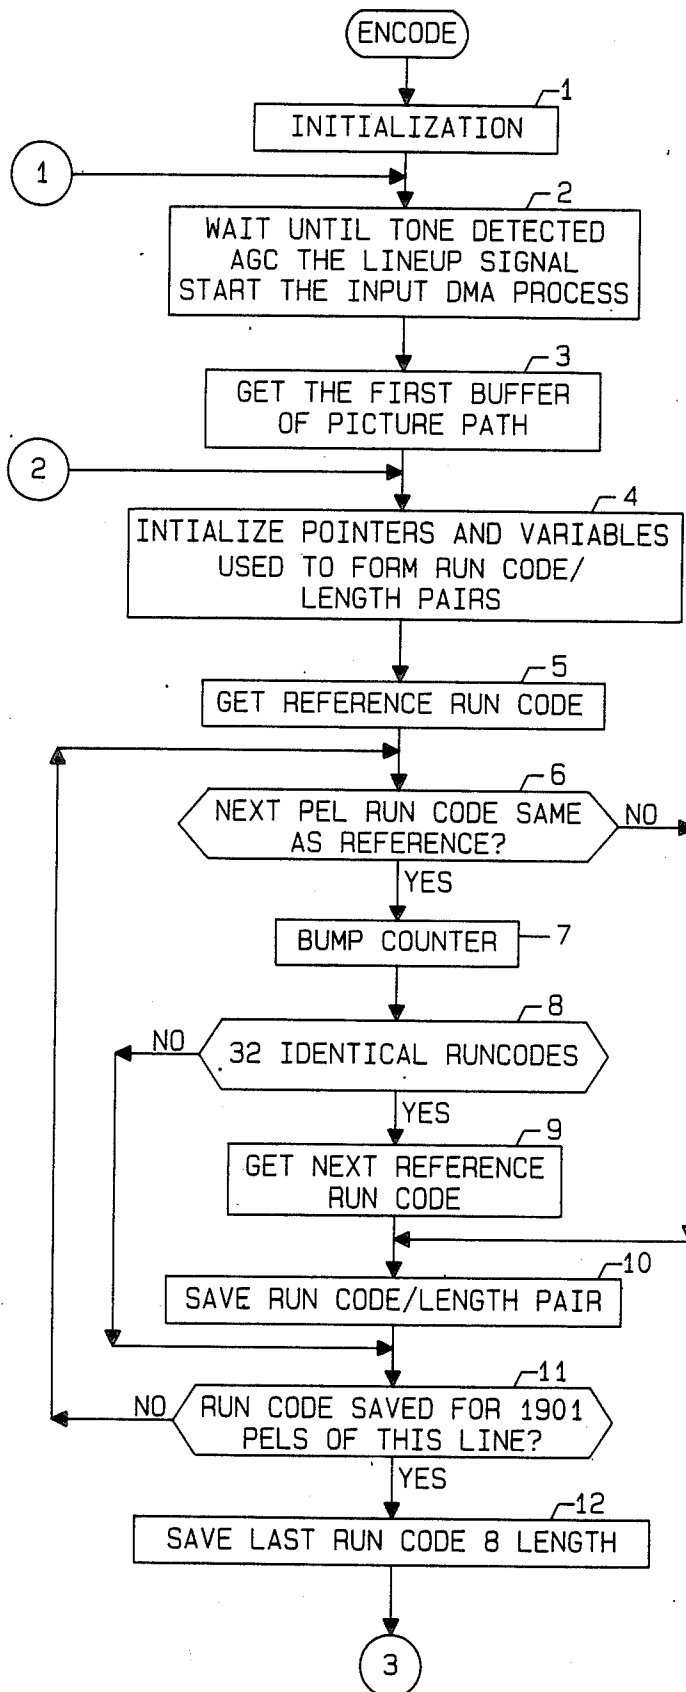 ENCODE
1
INITIALIZATION
1
2
WAIT UNTIL TONE DETECTED
AGC THE LINEUP SIGNAL
START THE INPUT DMA PROCESS
3
GET THE FIRST BUFFER
OF PICTURE PATH
2
4
INTIALIZE POINTERS AND VARIABLES
USED TO FORM RUN CODE/
LENGTH PAIRS
5
GET REFERENCE RUN CODE
6
NEXT PEL RUN CODE SAME
AS REFERENCE?
NO
YES
BUMP COUNTER
7
8
NO
32 IDENTICAL RUNCODES
YES
9
GET NEXT REFERENCE
RUN CODE
10
SAVE RUN CODE/LENGTH PAIR
11
NO
RUN CODE SAVED FOR 1901
PELS OF THIS LINE?
YES
12
SAVE LAST RUN CODE 8 LENGTH
3